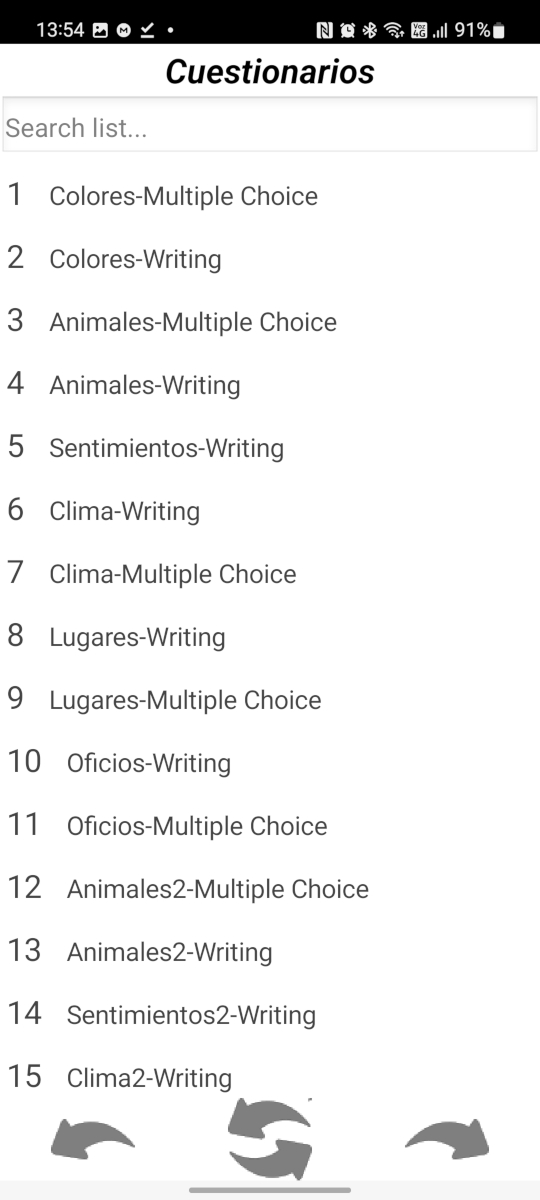 13:54 Voz 4G 91%
Cuestionarios
Search list...
1 Colores-Multiple Choice
2 Colores-Writing
3 Animales-Multiple Choice
4 Animales-Writing
5 Sentimientos-Writing
6 Clima-Writing
7 Clima-Multiple Choice
8 Lugares-Writing
9 Lugares-Multiple Choice
10 Oficios-Writing
11 Oficios-Multiple Choice
12 Animales2-Multiple Choice
13 Animales2-Writing
14 Sentimientos2-Writing
15 Clima2-Writing